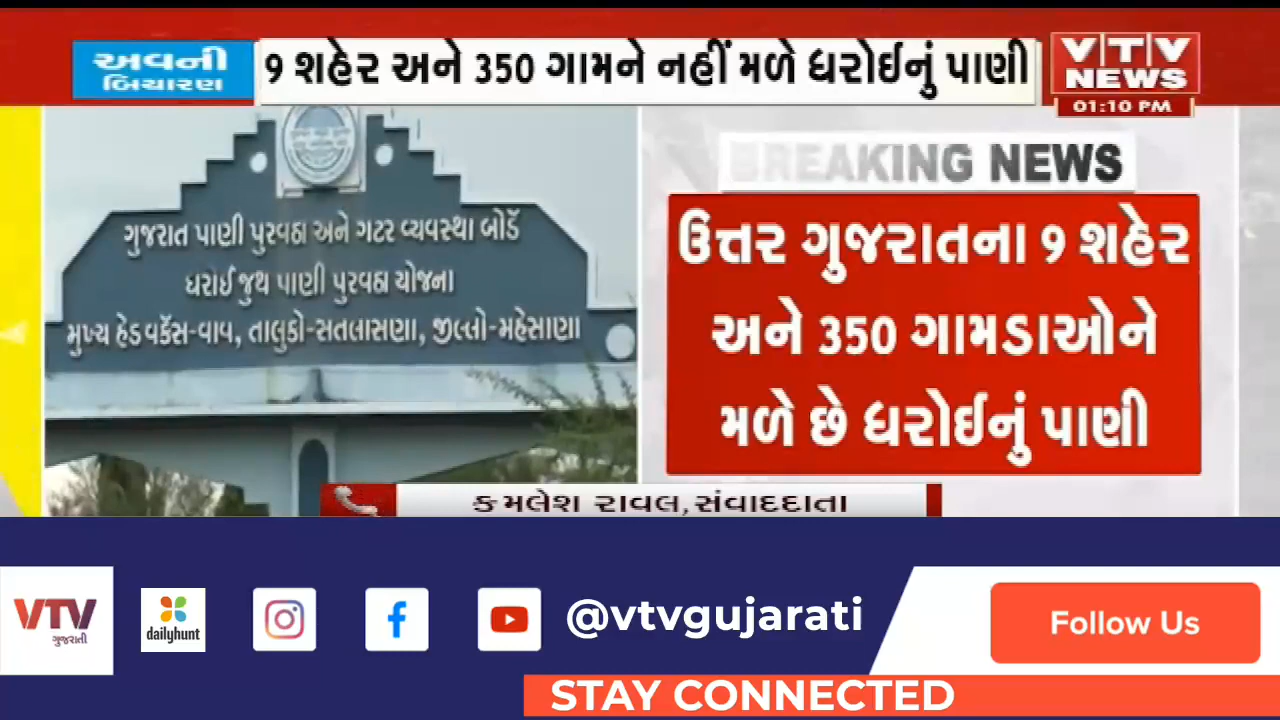 અવની
બિચારણ
9 શહેર અને 350 ગામને નહીં મળે ધરોઈનું પાણી
VTV
NEWS
01:10 PM
BREAKING NEWS
ગુજરાત પાણી પુરવઠા અને ગટર વ્યવસ્થા બોર્ડ
ધરોઈ જુથ પાણી પુરવઠા યોજના
મુખ્ય હેડવર્કસ-વાવ, તાલુકો-સતલાસણા, જીલ્લો-મહેસાણા
ઉત્તર ગુજરાતના 9 શહેર
અને 350 ગામડાઓને
મળે છે ધરોઈનું પાણી
કમલેશ રાવલ,સંવાદદાતા
VTV
ગુજરાતી
dailyhunt
@vtvgujarati
Follow Us
STAY CONNECTED